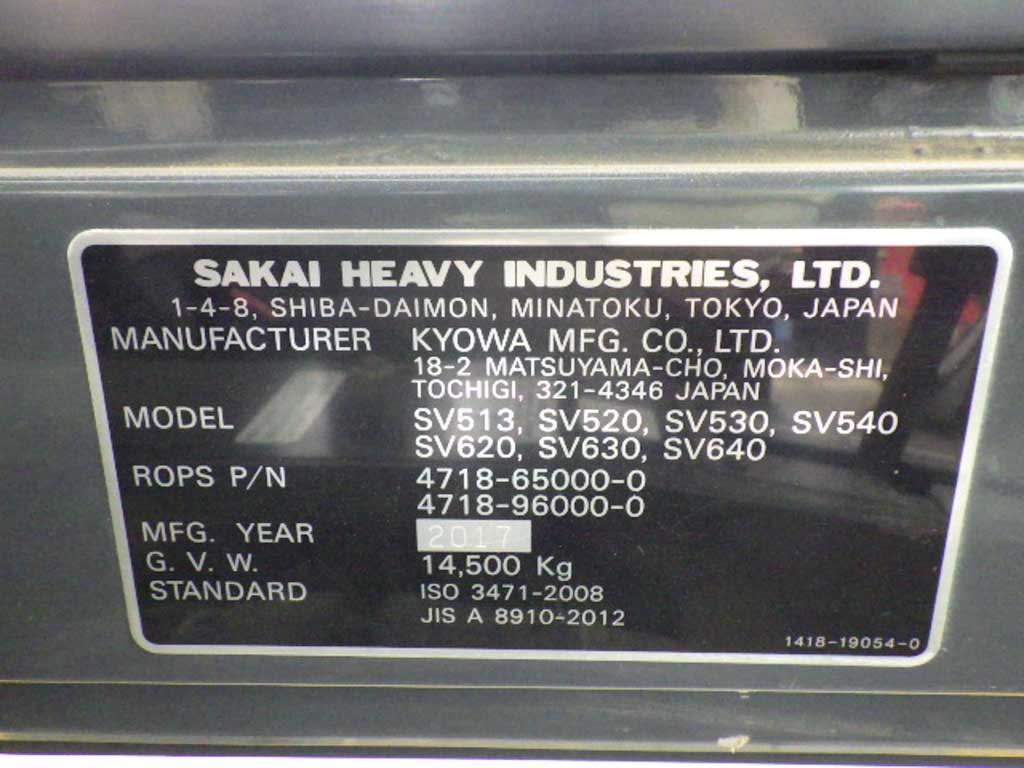 SAKAI HEAVY INDUSTRIES, LTD.
1-4-8, SHIBA-DAIMON, MINATOKU, TOKYO, JAPAN
MANUFACTURER KYOWA MFG. CO., LTD.
18-2 MATSUYAMA-CHO, MOKA-SHI,
TOCHIGI, 321-4346 JAPAN
MODEL SV513, SV520, SV530, SV540
SV620, SV630, SV640
ROPS P/N 4718-65000-0
4718-96000-0
MFG. YEAR 2017
G. V. W. 14,500 Kg
STANDARD ISO 3471-2008
JIS A 8910-2012
1418-19054-0